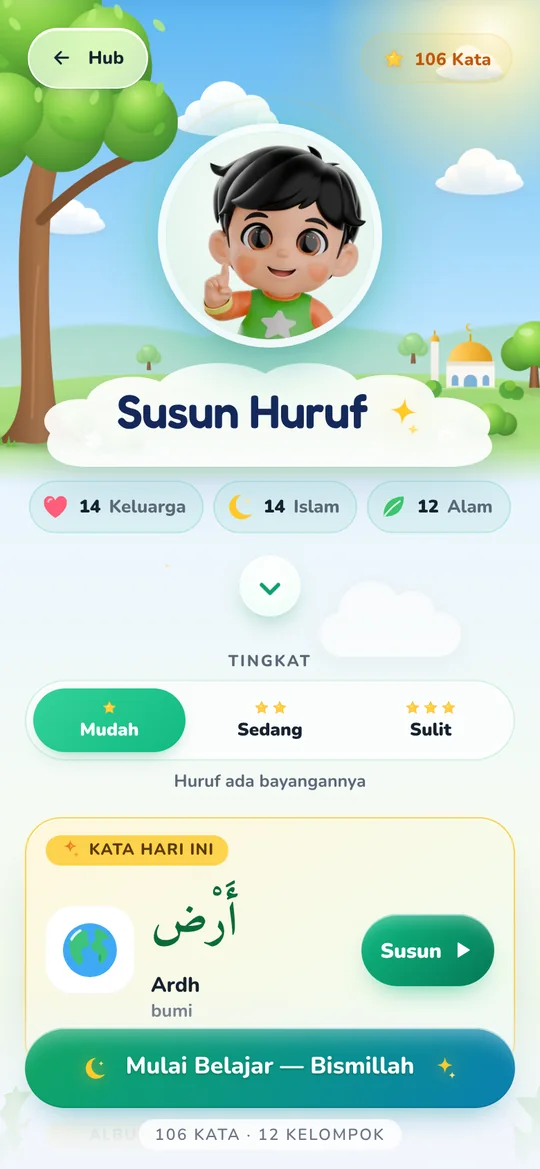 Hub
106 Kata
Susun Huruf
14 Keluarga
14 Islam
12 Alam
TINGKAT
Mudah
Sedang
Sulit
Huruf ada bayangannya
KATA HARI INI
أَرْض
Ardh
bumi
Susun
Mulai Belajar — Bismillah
106 KATA · 12 KELOMPOK